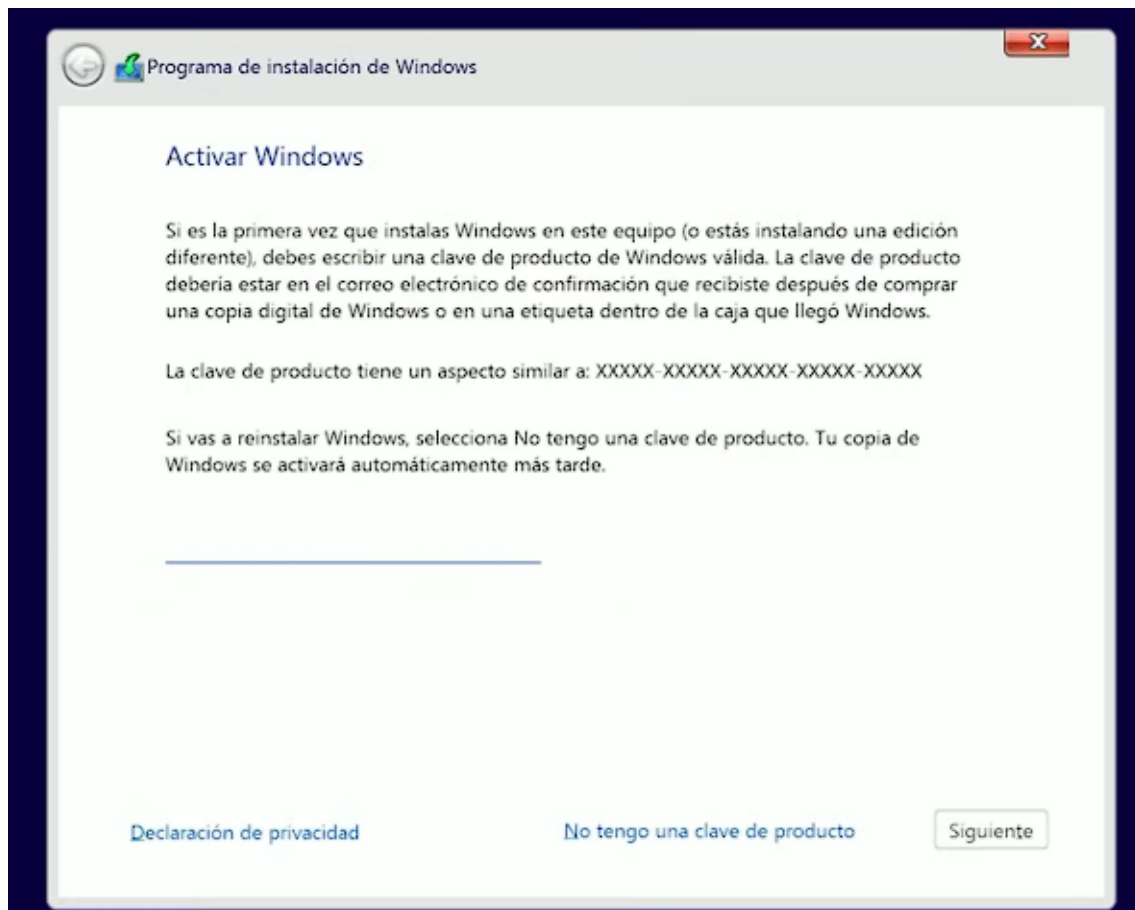 x
Programa de instalación de Windows
Activar Windows
Si es la primera vez que instalas Windows en este equipo (o estás instalando una edición
diferente), debes escribir una clave de producto de Windows válida. La clave de producto
debería estar en el correo electrónico de confirmación que recibiste después de comprar
una copia digital de Windows o en una etiqueta dentro de la caja que llegó Windows.
La clave de producto tiene un aspecto similar a: XXXXX-XXXXX-XXXXX-XXXXX-XXXXX
Si vas a reinstalar Windows, selecciona No tengo una clave de producto. Tu copia de
Windows se activará automáticamente más tarde.
Declaración de privacidad No tengo una clave de producto Siguiente